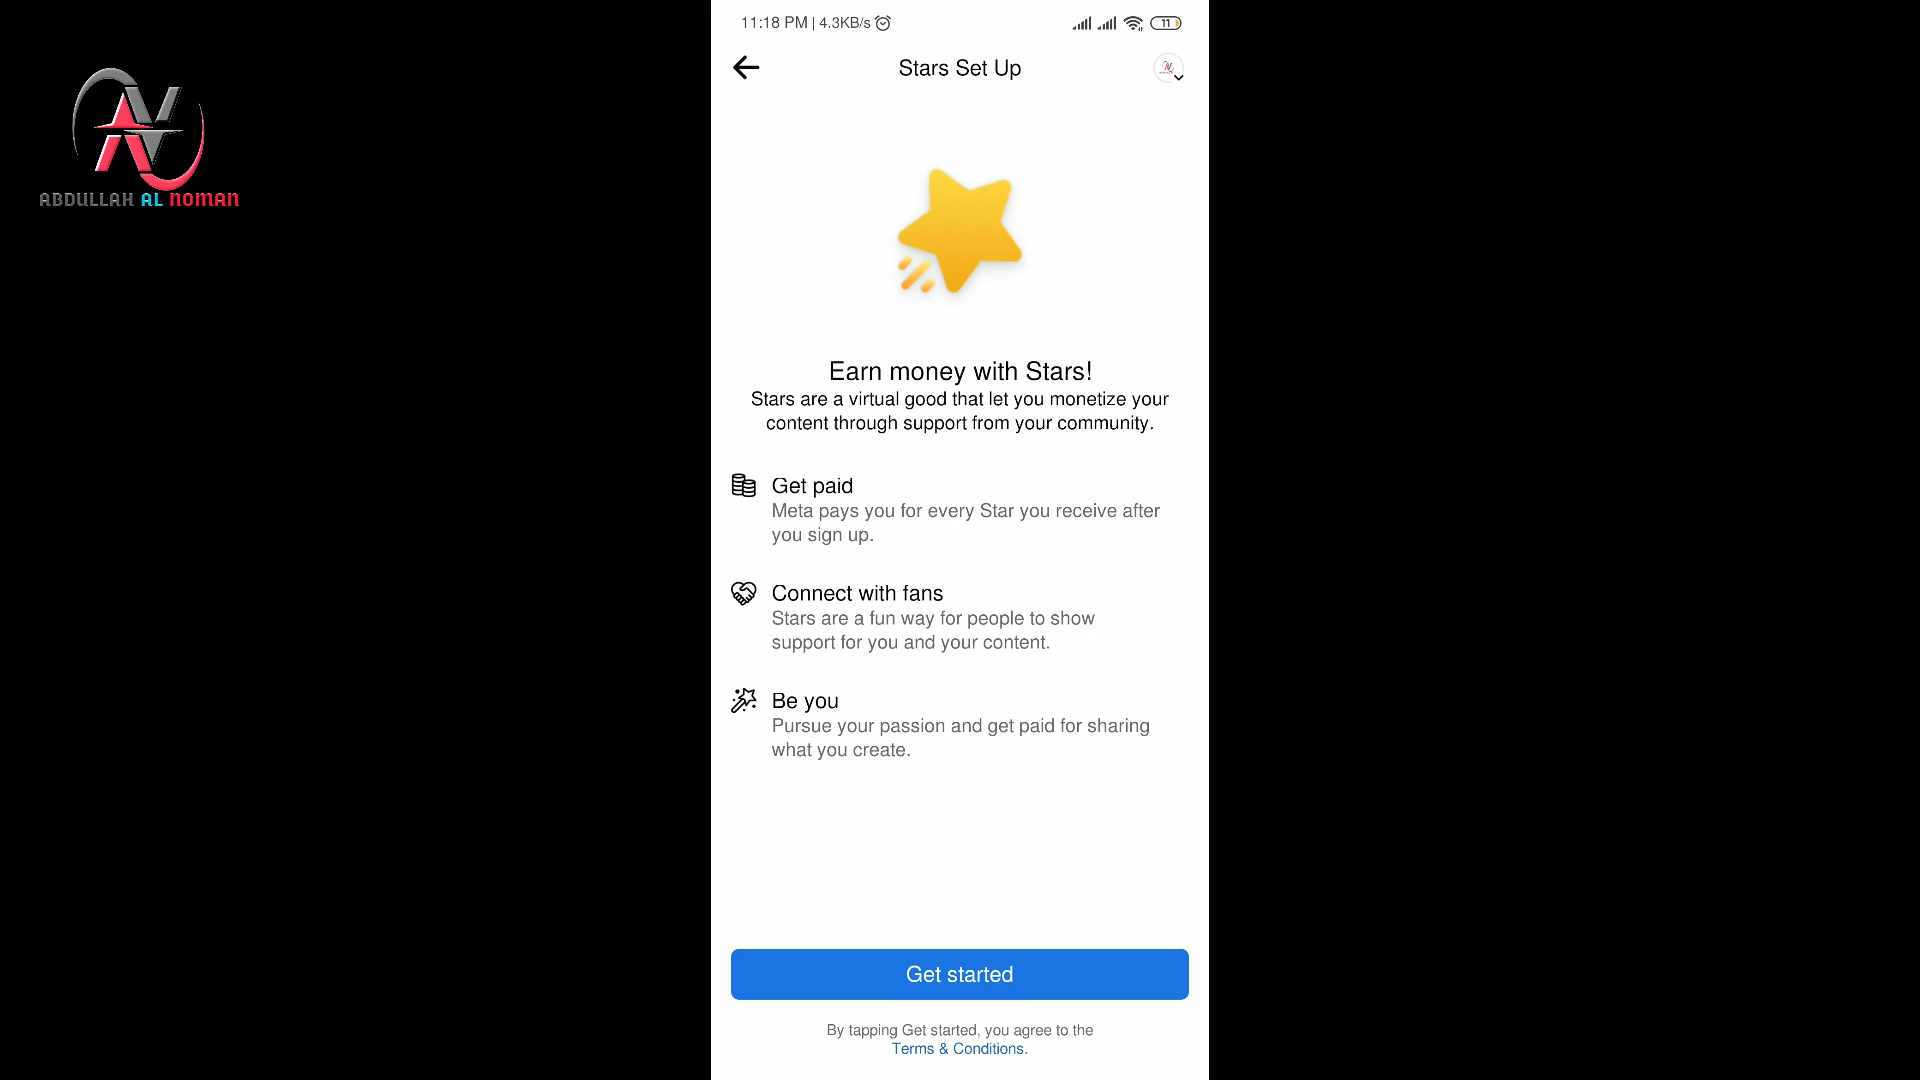 11:18 PM | 4.3KB/s
11
Stars Set Up
ABDULLAH AL NOMAN
Earn money with Stars!
Stars are a virtual good that let you monetize your
content through support from your community.
Get paid
Meta pays you for every Star you receive after
you sign up.
Connect with fans
Stars are a fun way for people to show
support for you and your content.
Be you
Pursue your passion and get paid for sharing
what you create.
Get started
By tapping Get started, you agree to the
Terms & Conditions.